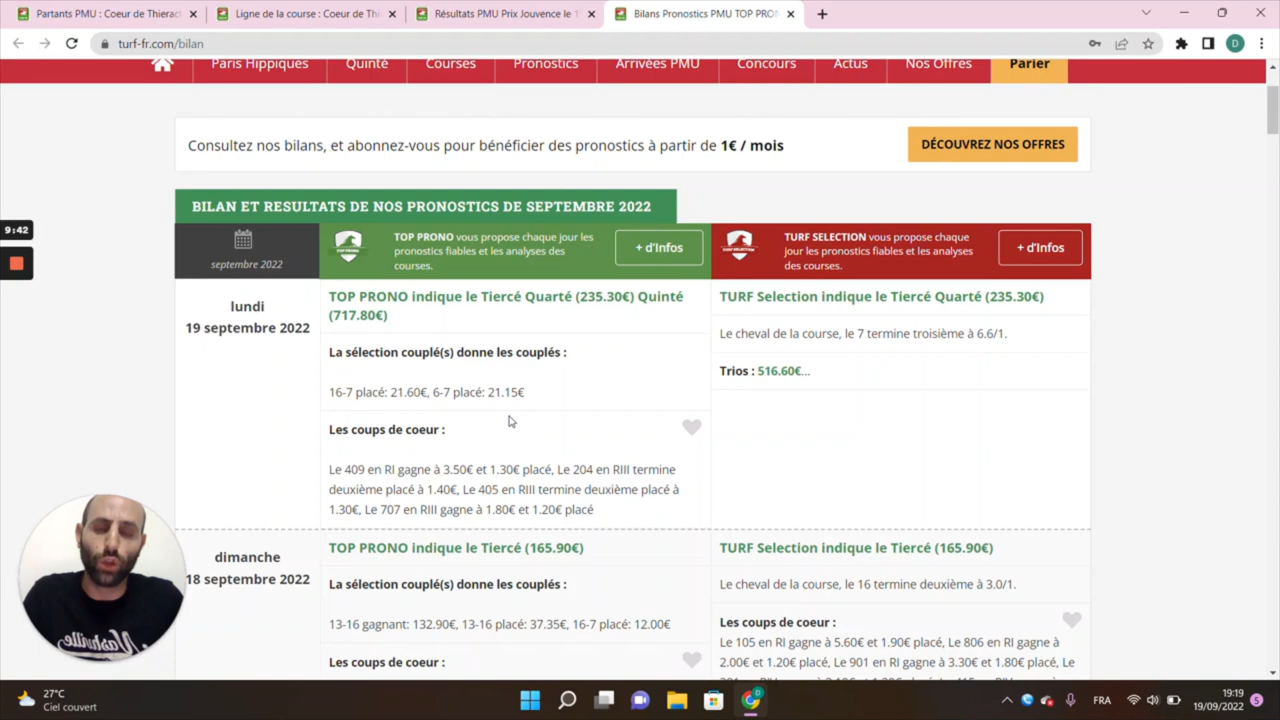 Partants PMU : Coeur de Thierac
Ligne de la course : Coeur de Thi
Résultats PMU Prix Jouvence le 1
Bilans Pronostics PMU TOP PRON
turf-fr.com/bilan
D
Paris Hippiques
Quinté
Courses
Pronostics
Arrivées PMU
Concours
Actus
Nos Offres
Parier
Consultez nos bilans, et abonnez-vous pour bénéficier des pronostics à partir de 1€ / mois
DÉCOUVREZ NOS OFFRES
BILAN ET RESULTATS DE NOS PRONOSTICS DE SEPTEMBRE 2022
9:42
septembre 2022
TOP PRONO
TOP PRONO vous propose chaque jour les
pronostics fiables et les analyses des
courses.
+ d'Infos
TURF SELECTION
TURF SELECTION vous propose chaque
jour les pronostics fiables et les analyses
des courses.
+ d'Infos
lundi
19 septembre 2022
TOP PRONO indique le Tiercé Quarté (235.30€) Quinté
(717.80€)
La sélection couplé(s) donne les couplés :
16-7 placé: 21.60€, 6-7 placé: 21.15€
Les coups de coeur :
Le 409 en RI gagne à 3.50€ et 1.30€ placé, Le 204 en RIII termine
deuxième placé à 1.40€, Le 405 en RIII termine deuxième placé à
1.30€, Le 707 en RIII gagne à 1.80€ et 1.20€ placé
TURF Selection indique le Tiercé Quarté (235.30€)
Le cheval de la course, le 7 termine troisième à 6.6/1.
Trios : 516.60€...
dimanche
18 septembre 2022
TOP PRONO indique le Tiercé (165.90€)
La sélection couplé(s) donne les couplés :
13-16 gagnant: 132.90€, 13-16 placé: 37.35€, 16-7 placé: 12.00€
Les coups de coeur :
TURF Selection indique le Tiercé (165.90€)
Le cheval de la course, le 16 termine deuxième à 3.0/1.
Les coups de coeur :
Le 105 en RI gagne à 5.60€ et 1.90€ placé, Le 806 en RI gagne à
2.00€ et 1.20€ placé, Le 901 en RI gagne à 3.30€ et 1.80€ placé, Le
Nashville
27°C
Ciel couvert
D
FRA
19:19
19/09/2022
5